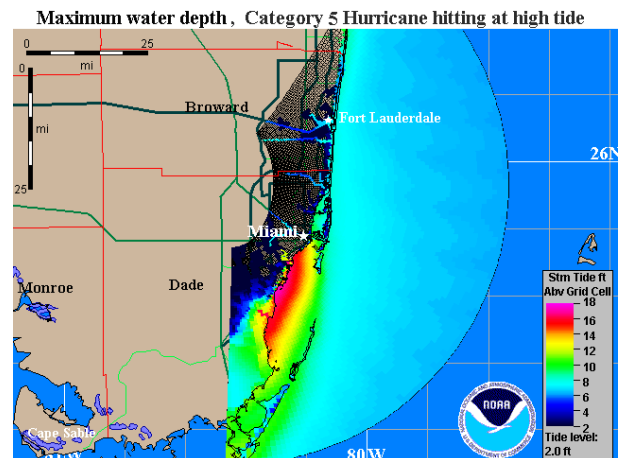 Maximum water depth, Category 5 Hurricane hitting at high tide
0
25
mi
0
mi
25
Broward
Fort Lauderdale
26N
Miami
Monroe
Dade
Cape Sable
80W
Stm Tide ft
Abv Grid Cell
18
16
14
12
10
8
6
4
2
Tide level:
2.0 ft
NOAA